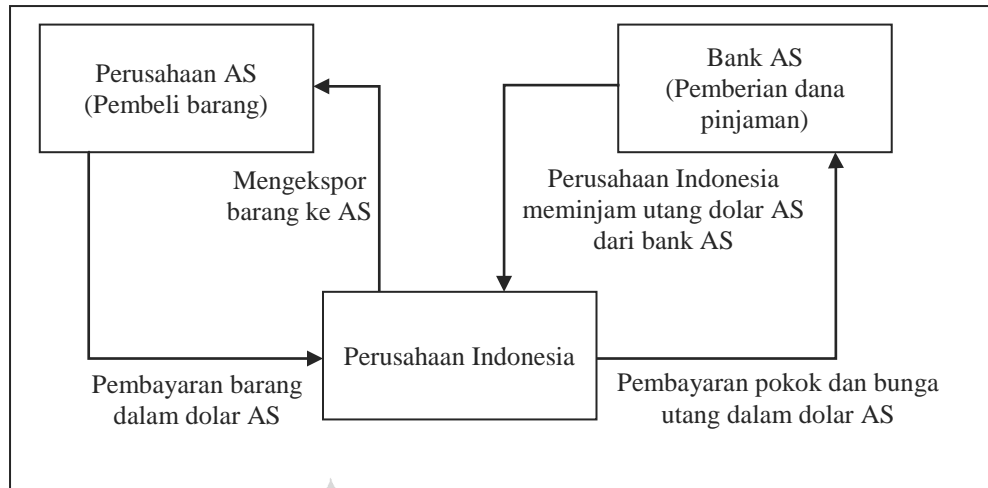 Perusahaan AS
(Pembeli barang)
Bank AS
(Pemberian dana
pinjaman)
Mengekspor
barang ke AS
Perusahaan Indonesia
meminjam utang dolar AS
dari bank AS
Perusahaan Indonesia
Pembayaran barang
dalam dolar AS
Pembayaran pokok dan bunga
utang dalam dolar AS